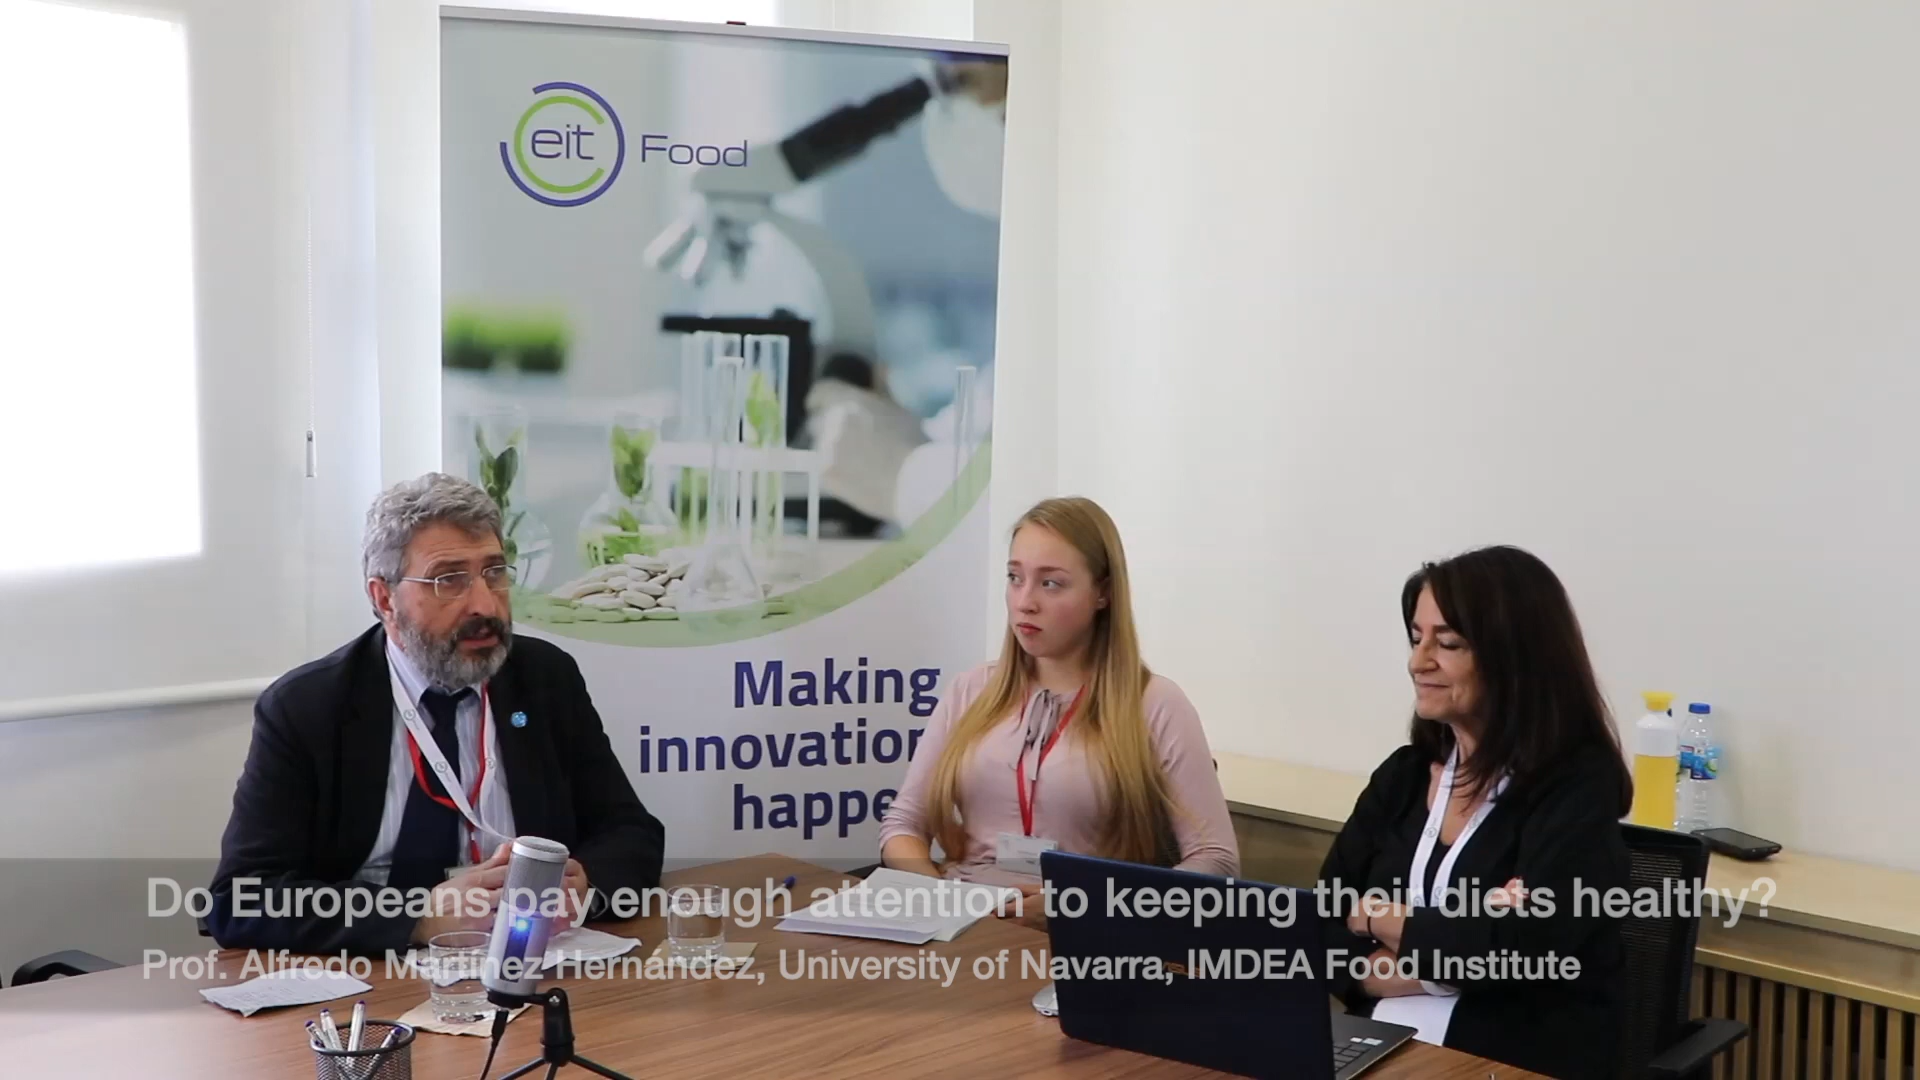 eit Food
Making
innovation
happe
Do Europeans pay enough attention to keeping their diets healthy?
Prof. Alfredo Martínez Hernández, University of Navarra, IMDEA Food Institute